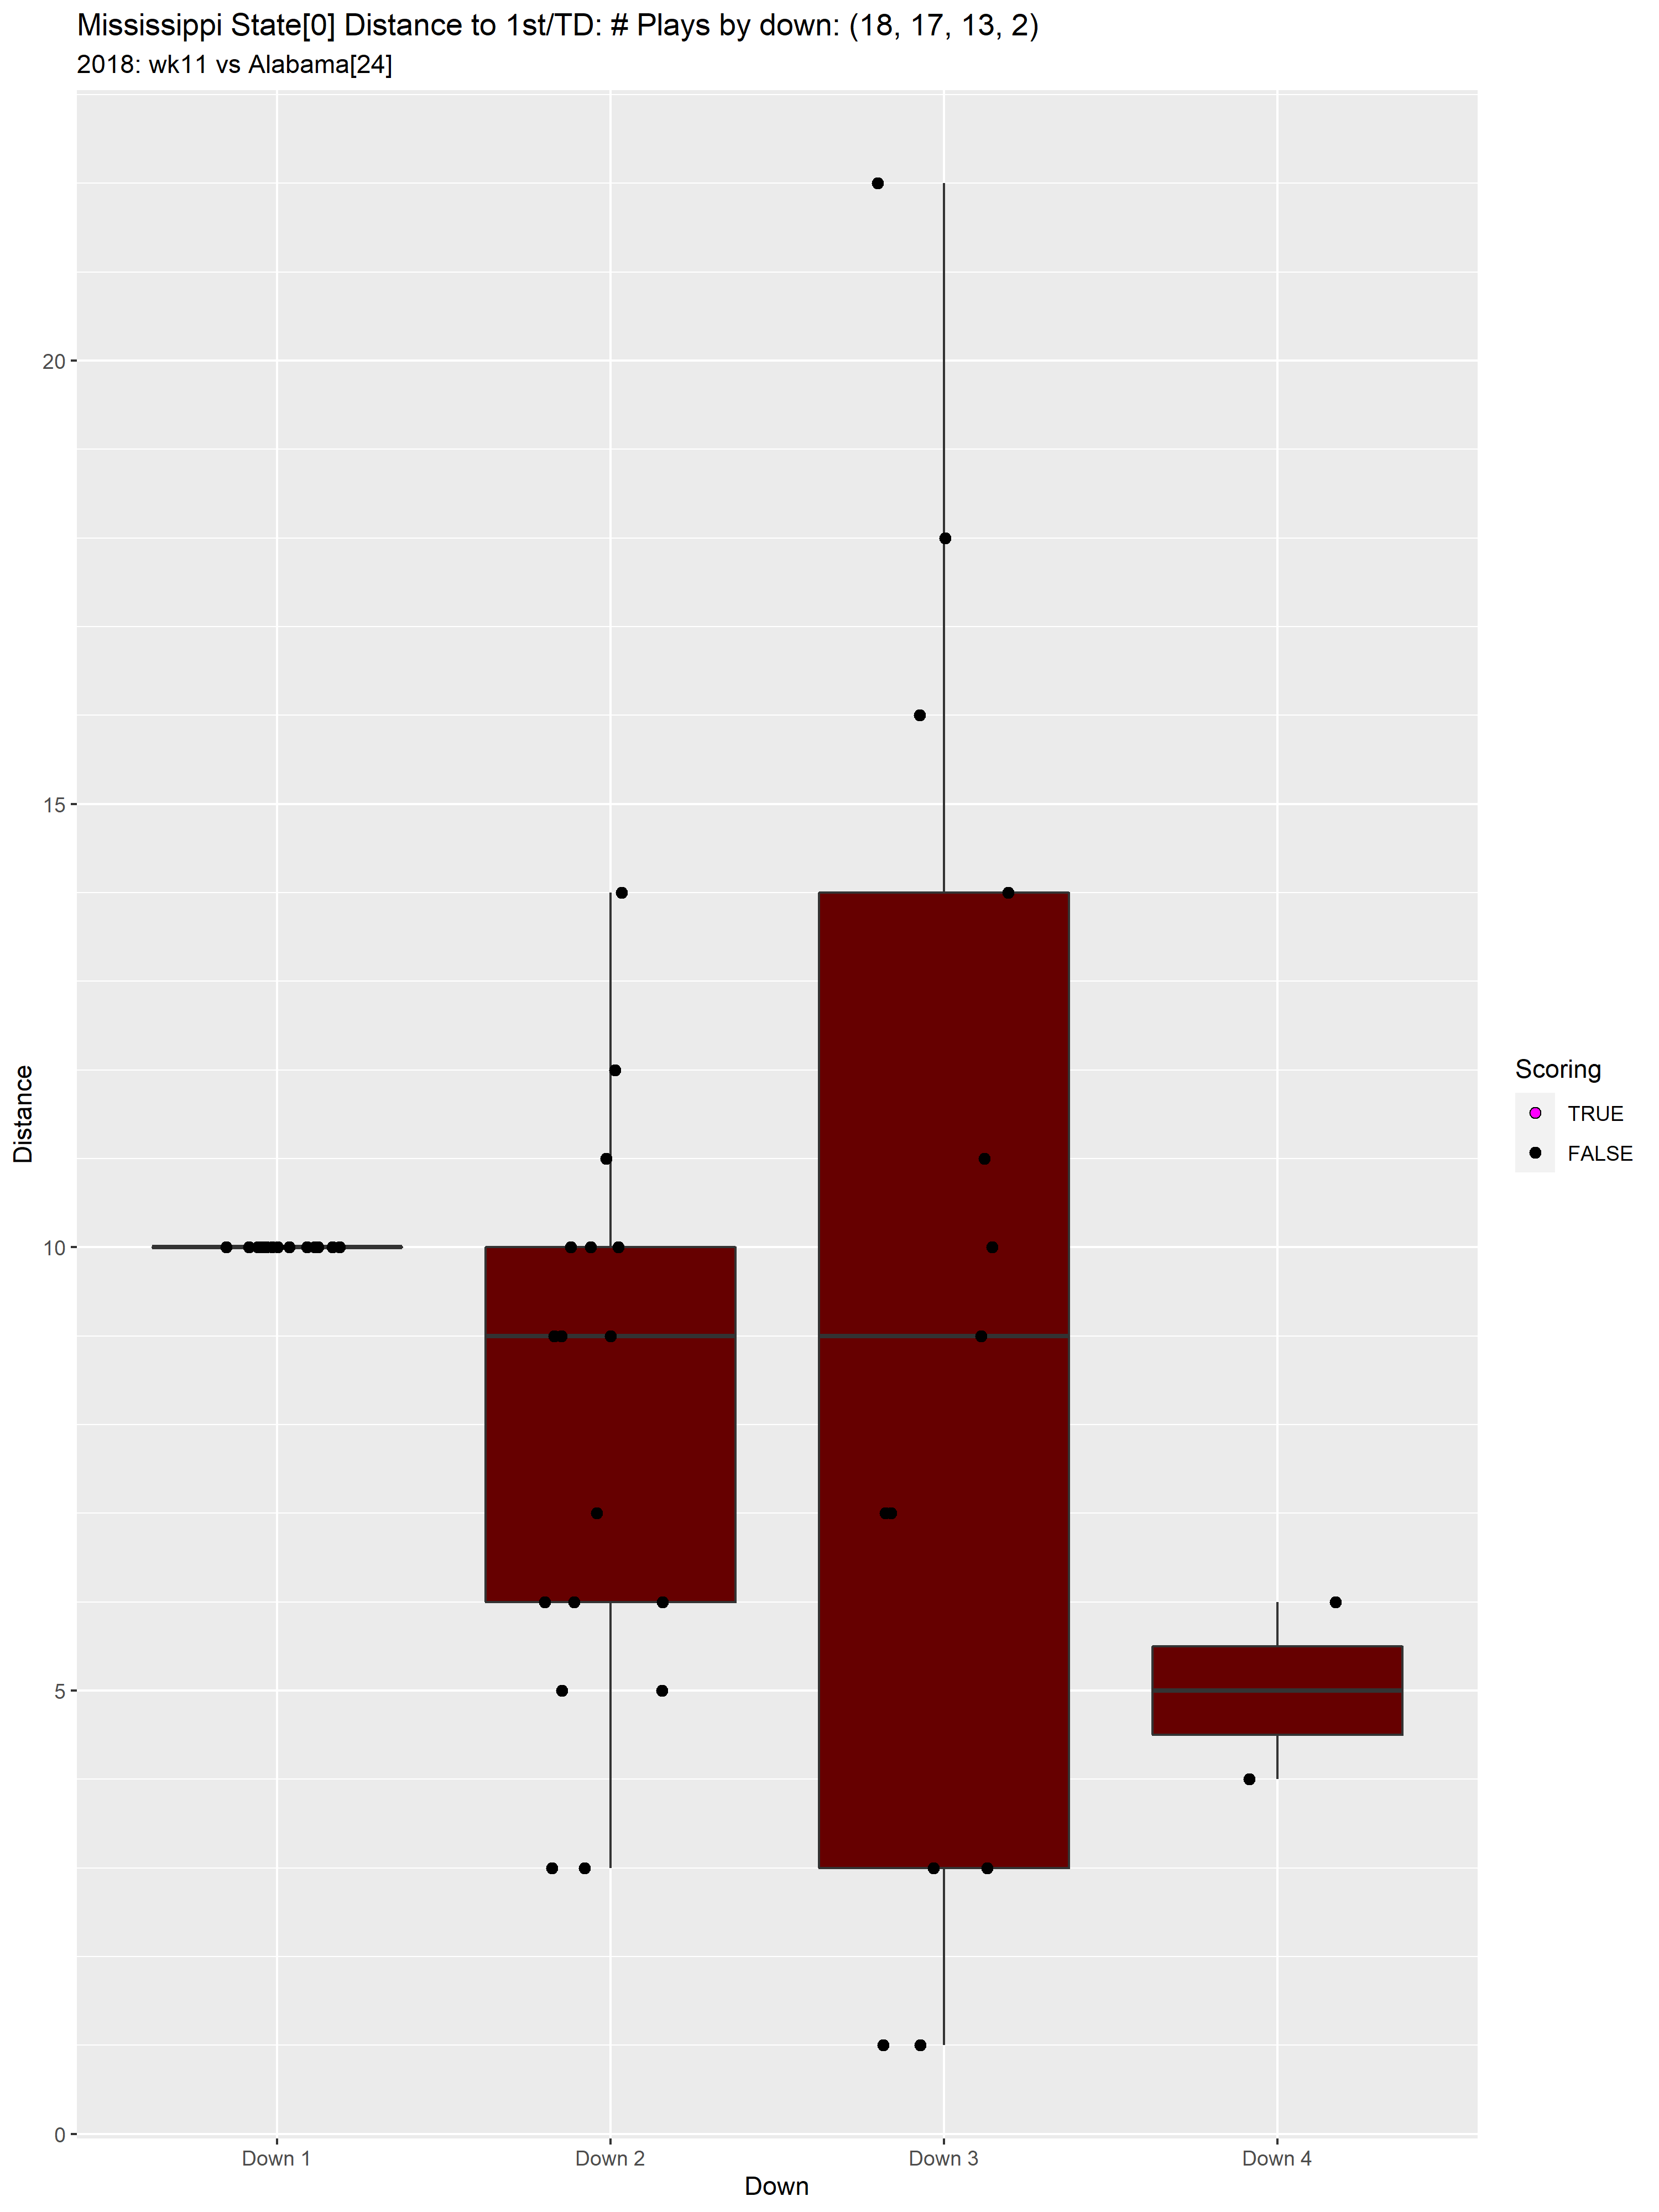 Mississippi State[0] Distance to 1st/TD: # Plays by down: (18, 17, 13, 2)
2018: wk11 vs Alabama[24]
20
15
10
5
0
Distance
Down 1
Down 2
Down 3
Down 4
Down
Scoring
TRUE
FALSE